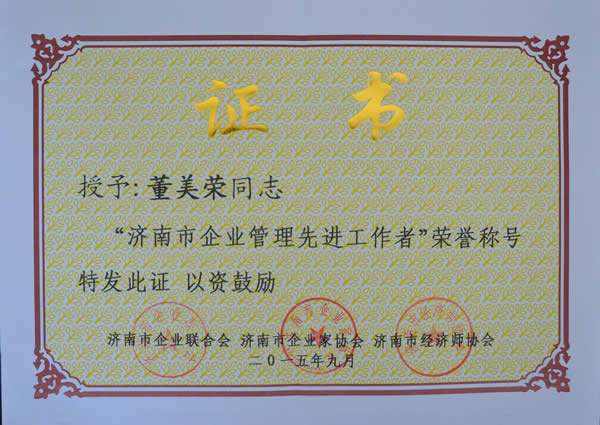 证 书
授予：董美荣同志
“济南市企业管理先进工作者”荣誉称号
特发此证 以资鼓励
济南市企业联合会 济南市企业家协会 济南市经济师协会
二〇一五年九月